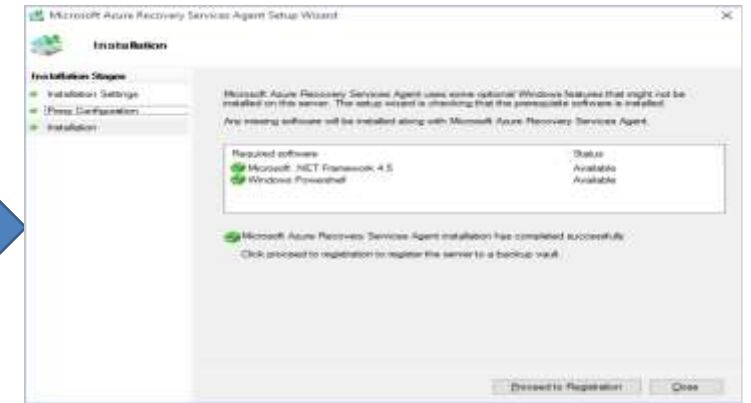 Microsoft Azure Recovery Services Agent Setup Wizard
Installation
Installation Stages
Installation Settings
Proxy Configuration
Installation
Microsoft Azure Recovery Services Agent uses some optional Windows features that might not be
installed on this server. The setup wizard is checking that the prerequisite software is installed.
Any missing software will be installed along with Microsoft Azure Recovery Services Agent.
Required software Status
Microsoft .NET Framework 4.5 Available
Windows Powershell Available
Microsoft Azure Recovery Services Agent installation has completed successfully.
Click proceed to registration to register the server to a backup vault.
Proceed to Registration Close